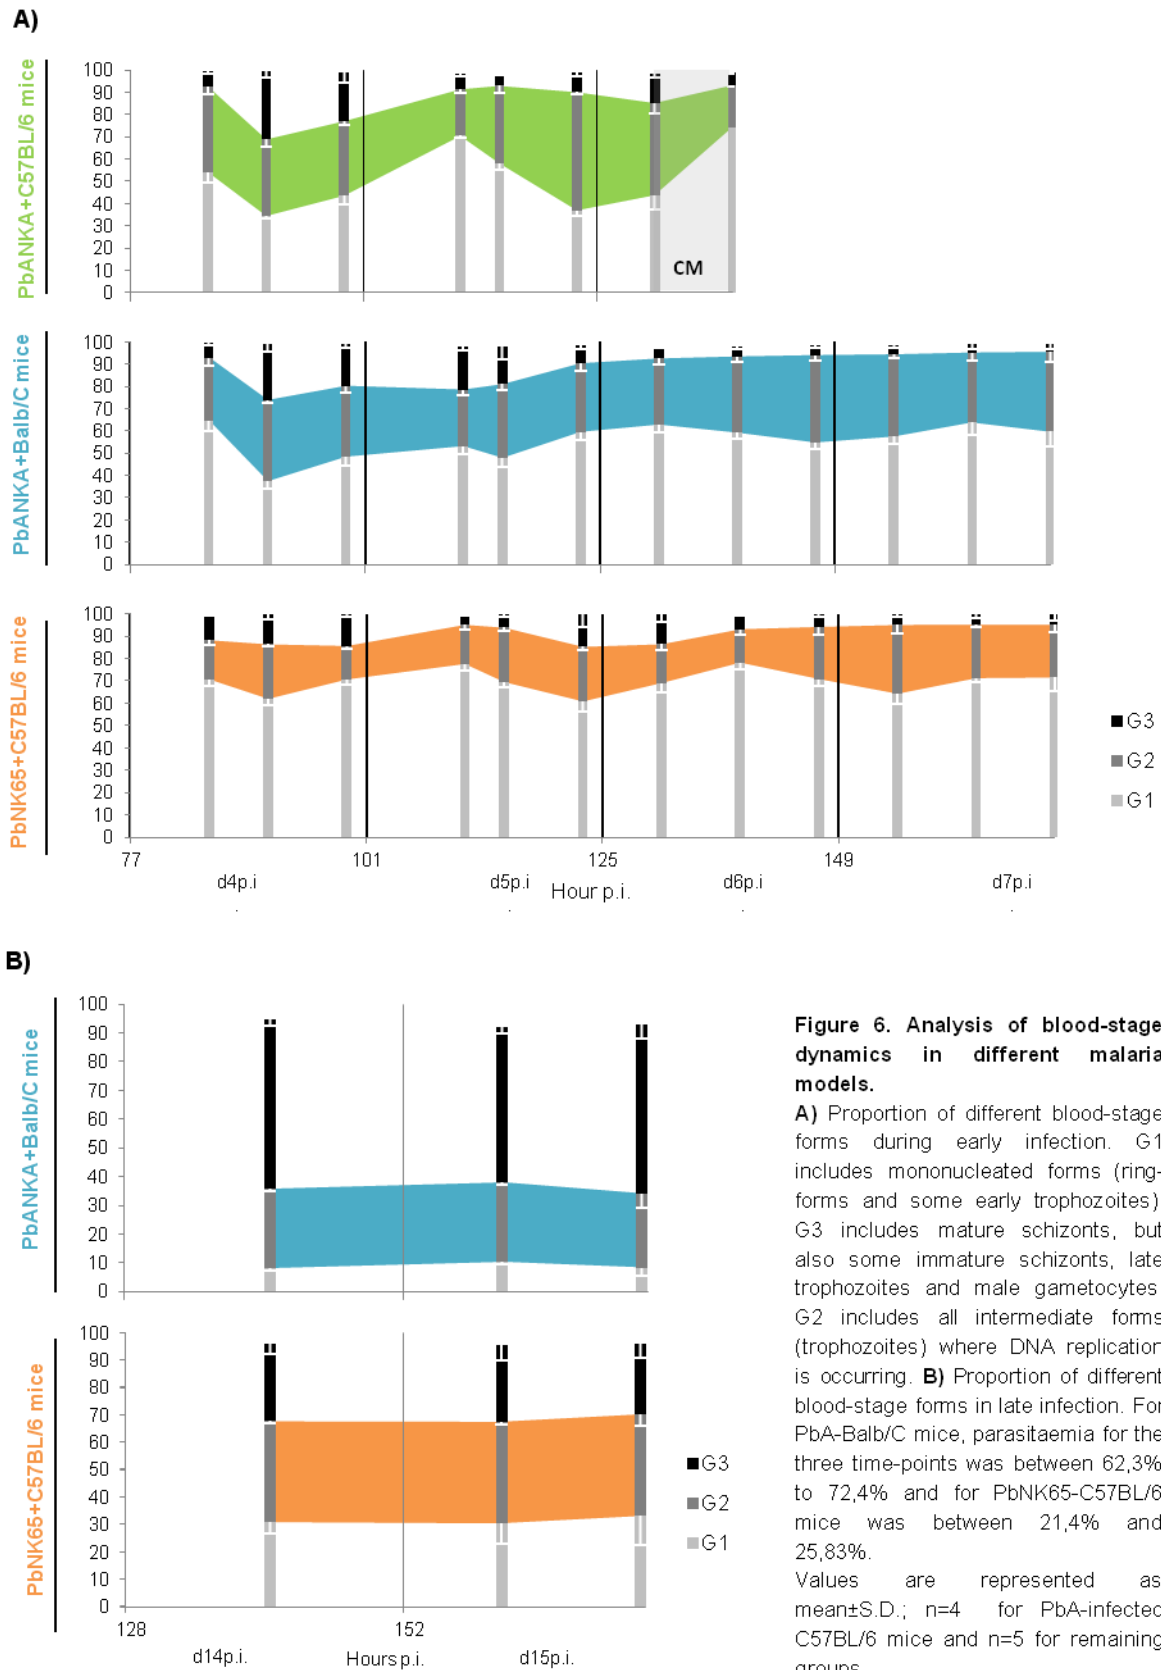 A)
PbANKA+C57BL/6 mice
100
90
80
70
60
50
40
30
20
10
0
CM
PbANKA+Balb/C mice
100
90
80
70
60
50
40
30
20
10
0
PbNK65+C57BL/6 mice
100
90
80
70
60
50
40
30
20
10
0
G3
G2
G1
77 101 125 149
d4p.i d5p.i d6p.i d7p.i
Hour p.i.
B)
PbANKA+Balb/C mice
100
90
80
70
60
50
40
30
20
10
0
PbNK65+C57BL/6 mice
100
90
80
70
60
50
40
30
20
10
0
G3
G2
G1
128 152
d14p.i. Hours p.i. d15p.i.
Figure 6. Analysis of blood-stage
dynamics in different malaria
models.
A) Proportion of different blood-stage
forms during early infection. G1
includes mononucleated forms (ring-
forms and some early trophozoites)
G3 includes mature schizonts, but
also some immature schizonts, late
trophozoites and male gametocytes
G2 includes all intermediate forms
(trophozoites) where DNA replication
is occurring. B) Proportion of different
blood-stage forms in late infection. For
PbA-Balb/C mice, parasitaemia for the
three time-points was between 62,3%
to 72,4% and for PbNK65-C57BL/6
mice was between 21,4% and
25,83%.
Values are represented as
mean±S.D.; n=4 for PbA-infected
C57BL/6 mice and n=5 for remaining
groups